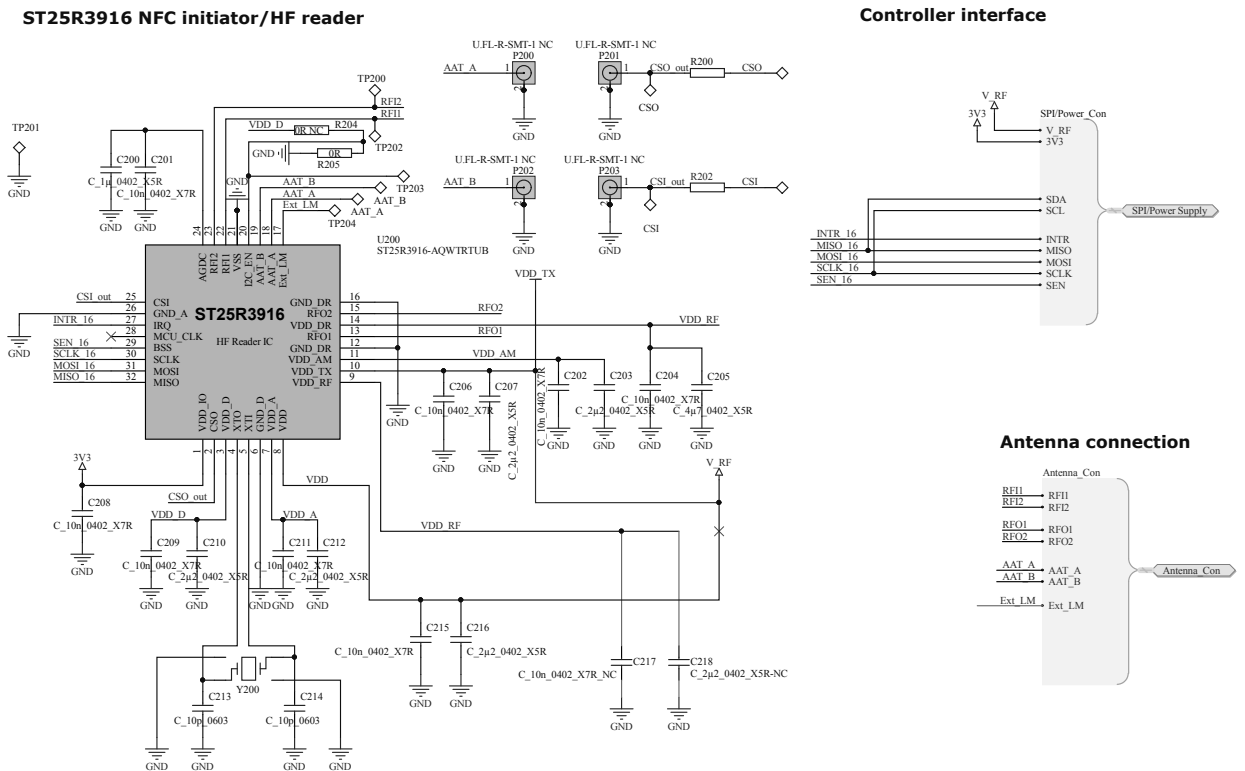 ST25R3916 NFC initiator/HF reader
Controller interface
U.FL-R-SMT-1 NC
P200
AAT_A 1
2
GND
U.FL-R-SMT-1 NC
P201
1 CSO_out R200 CSO
2
CSO
GND
TP200
RFI2
RFI1
VDD_D 0R NC R204
TP202
GND 0R
R205
TP201
GND
C200
C_1µ_0402_X5R
GND
C201
C_10n_0402_X7R
GND
GND
TP203
AAT_B
AAT_B
AAT_A
AAT_A
Ext_LM
TP204
U.FL-R-SMT-1 NC
P202
AAT_B 1
2
GND
U.FL-R-SMT-1 NC
P203
1 CSI_out R202 CSI
2
CSI
GND
V_RF
3V3
SPI/Power_Con
V_RF
3V3
SDA
SCL
SPI/Power Supply
INTR_16 INTR
MISO_16 MISO
MOSI_16 MOSI
SCLK_16 SCLK
SEN_16 SEN
U200
ST25R3916-AQWTRTUB
24 23 22 21 20 19 18 17
AGDC RFI2 RFI1 VSS I2C_EN AAT_B AAT_A Ext_LM
ST25R3916
HF Reader IC
CSI_out 25 CSI
26 GND_A
GND
INTR_16 27 IRQ
28 MCU_CLK
SEN_16 29 BSS
SCLK_16 30 SCLK
MOSI_16 31 MOSI
MISO_16 32 MISO
GND_DR 16
RFO2 15 RFO2
VDD_DR 14 VDD_RF
RFO1 13 RFO1
GND_DR 12
VDD_AM 11 VDD_AM
VDD_TX 10
VDD_RF 9
VDD_TX
GND
VDD_IO CSO VDD_D XTO XTI GND_D VDD_A VDD
1 2 3 4 5 6 7 8
C206
C_10n_0402_X7R
GND
C207
C_2µ2_0402_X5R
GND
C202
C_10n_0402_X7R
GND
C203
C_2µ2_0402_X5R
GND
C204
C_10n_0402_X7R
GND
C205
C_4µ7_0402_X5R
GND
3V3
C208
C_10n_0402_X7R
GND
CSO_out
VDD
V_RF
VDD_RF
VDD_D
C209
C_10n_0402_X7R
GND
C210
C_2µ2_0402_X5R
GND
GND
VDD_A
C211
C_10n_0402_X7R
GND
C212
C_2µ2_0402_X5R
GND
C215
C_10n_0402_X7R
GND
C216
C_2µ2_0402_X5R
GND
C217
C_10n_0402_X7R_NC
GND
C218
C_2µ2_0402_X5R-NC
GND
Y200
C213
C_10p_0603
C214
C_10p_0603
GND
GND
GND
GND
Antenna connection
Antenna_Con
RFI1 RFI1
RFI2 RFI2
RFO1 RFO1
RFO2 RFO2
AAT_A AAT_A
AAT_B AAT_B
Antenna_Con
Ext_LM Ext_LM